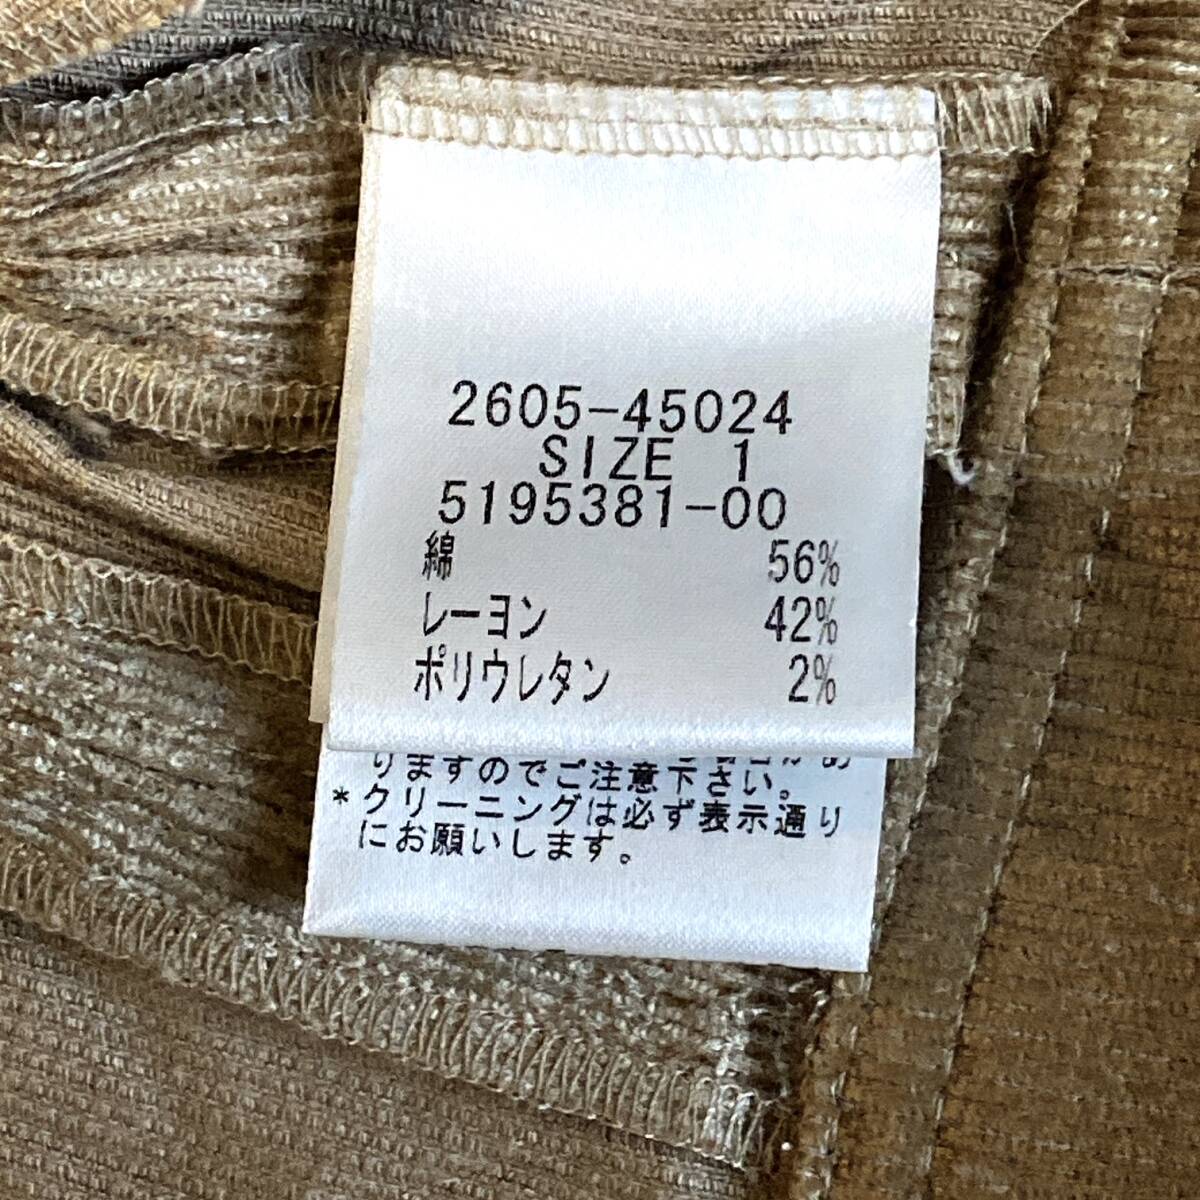 2605-45024
SIZE 1
5195381-00
綿 56%
レーヨン 42%
ポリウレタン 2%
りますのでご注意下さい。
*クリーニングは必ず表示通り
にお願いします。